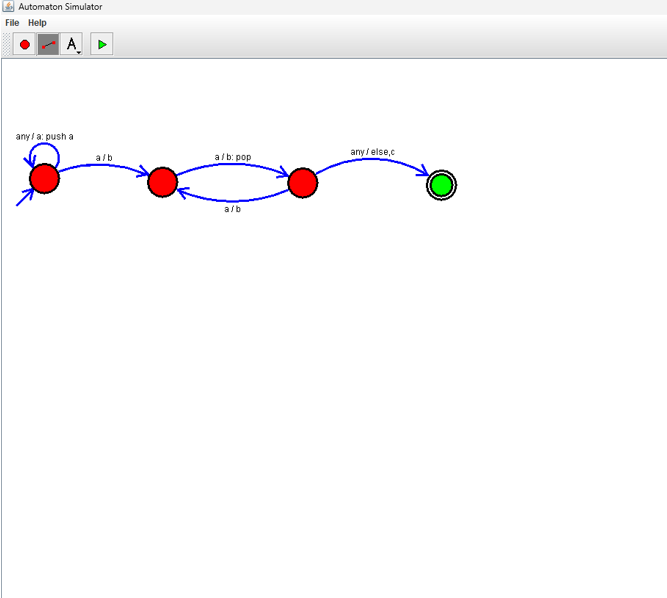 Automaton Simulator
File Help
A
any / a: push a
a / b
a / b: pop
any / else,c
a / b